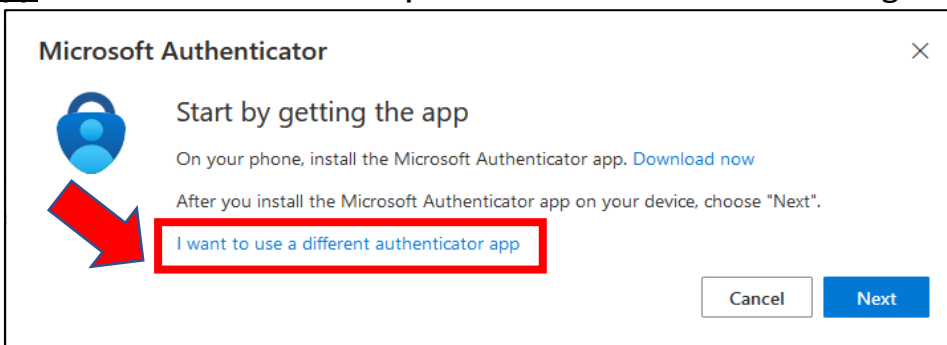 Microsoft Authenticator
Start by getting the app
On your phone, install the Microsoft Authenticator app. Download now
After you install the Microsoft Authenticator app on your device, choose "Next".
I want to use a different authenticator app
Cancel Next